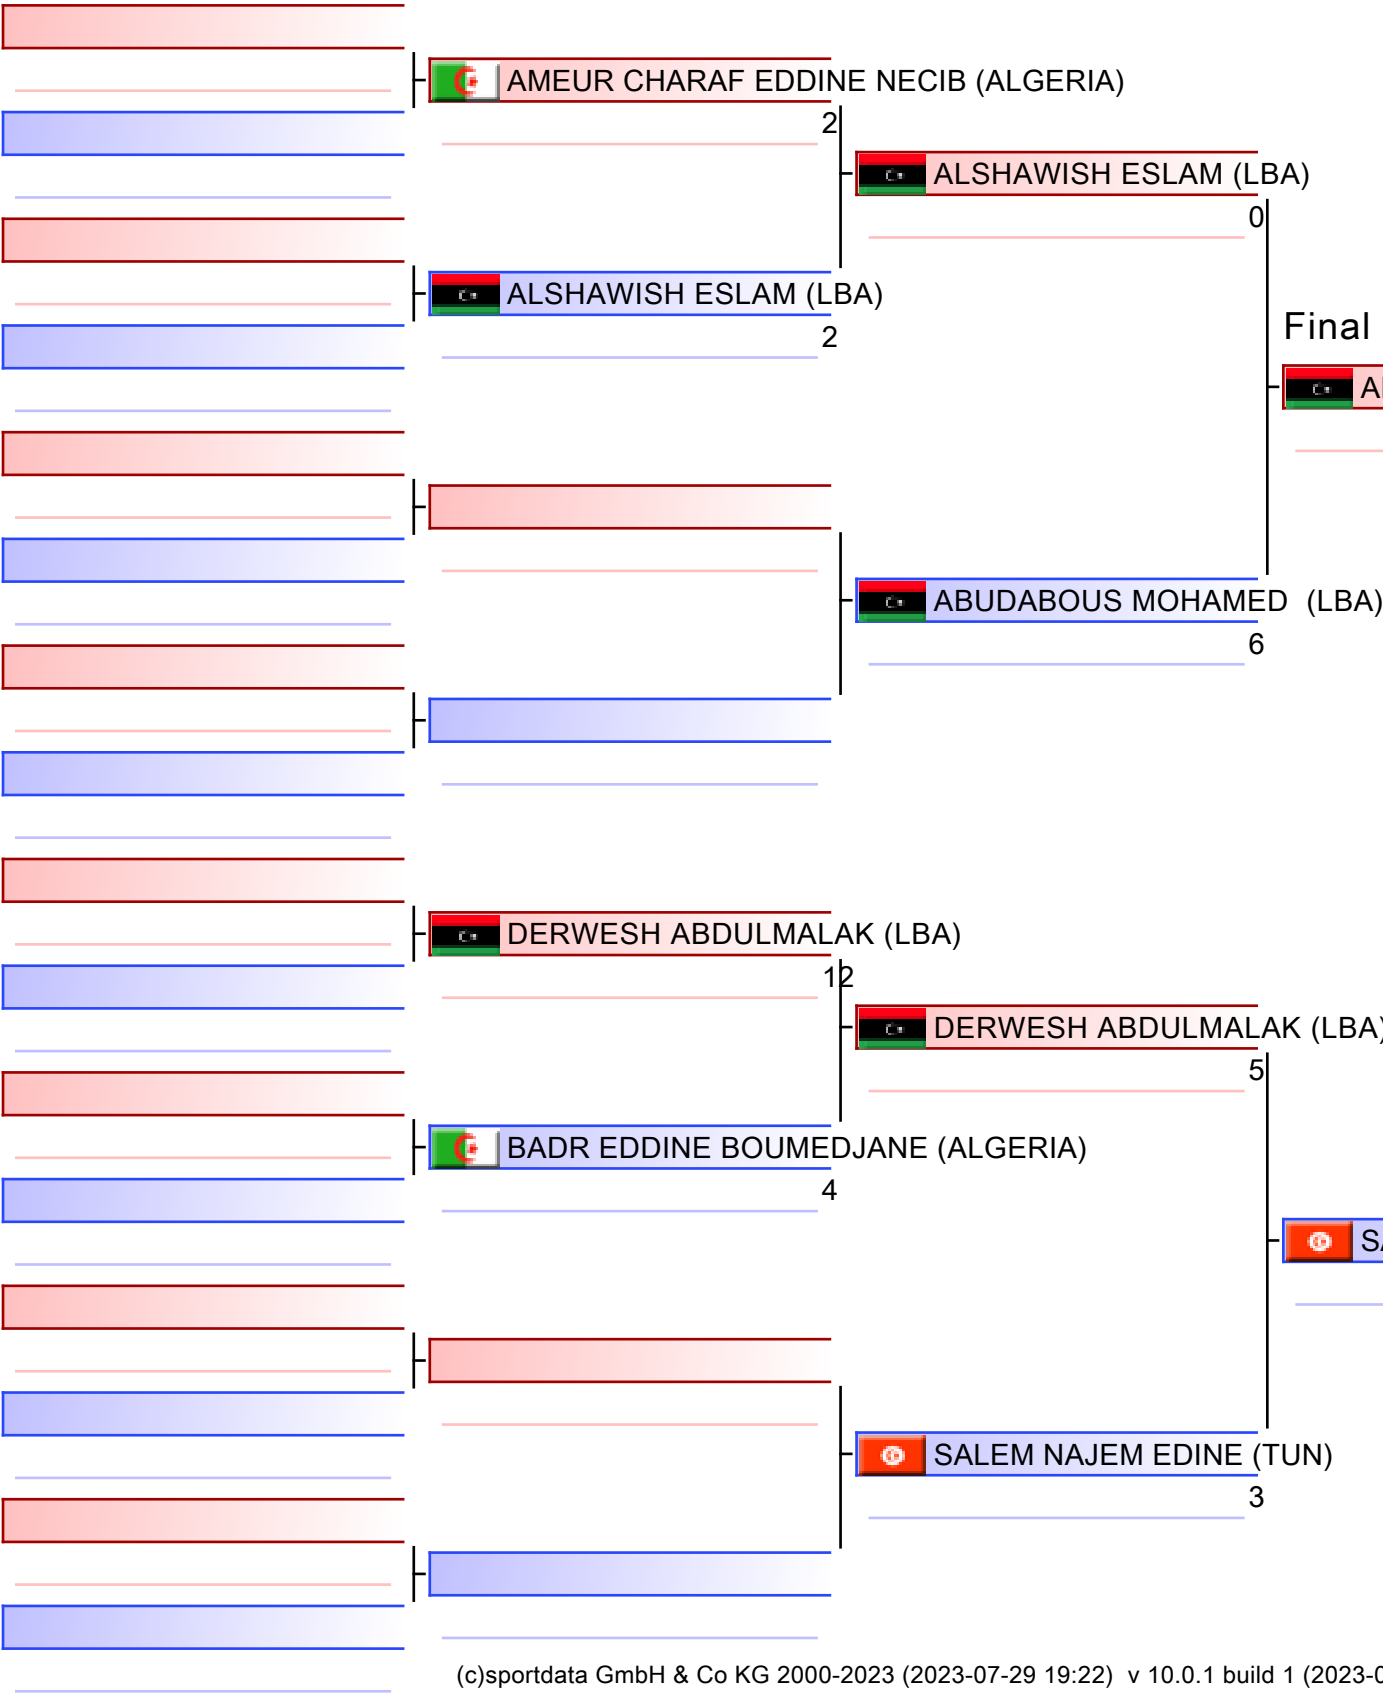 AMEUR CHARAF EDDINE NECIB (ALGERIA)
2
ALSHAWISH ESLAM (LBA)
0
ALSHAWISH ESLAM (LBA)
2
Final
ABUDABOUS MOHAMED (LBA)
6
DERWESH ABDULMALAK (LBA)
12
DERWESH ABDULMALAK (LBA)
5
BADR EDDINE BOUMEDJANE (ALGERIA)
4
SALEM NAJEM EDINE (TUN)
3
(c)sportdata GmbH & Co KG 2000-2023 (2023-07-29 19:22) v 10.0.1 build 1 (2023-0